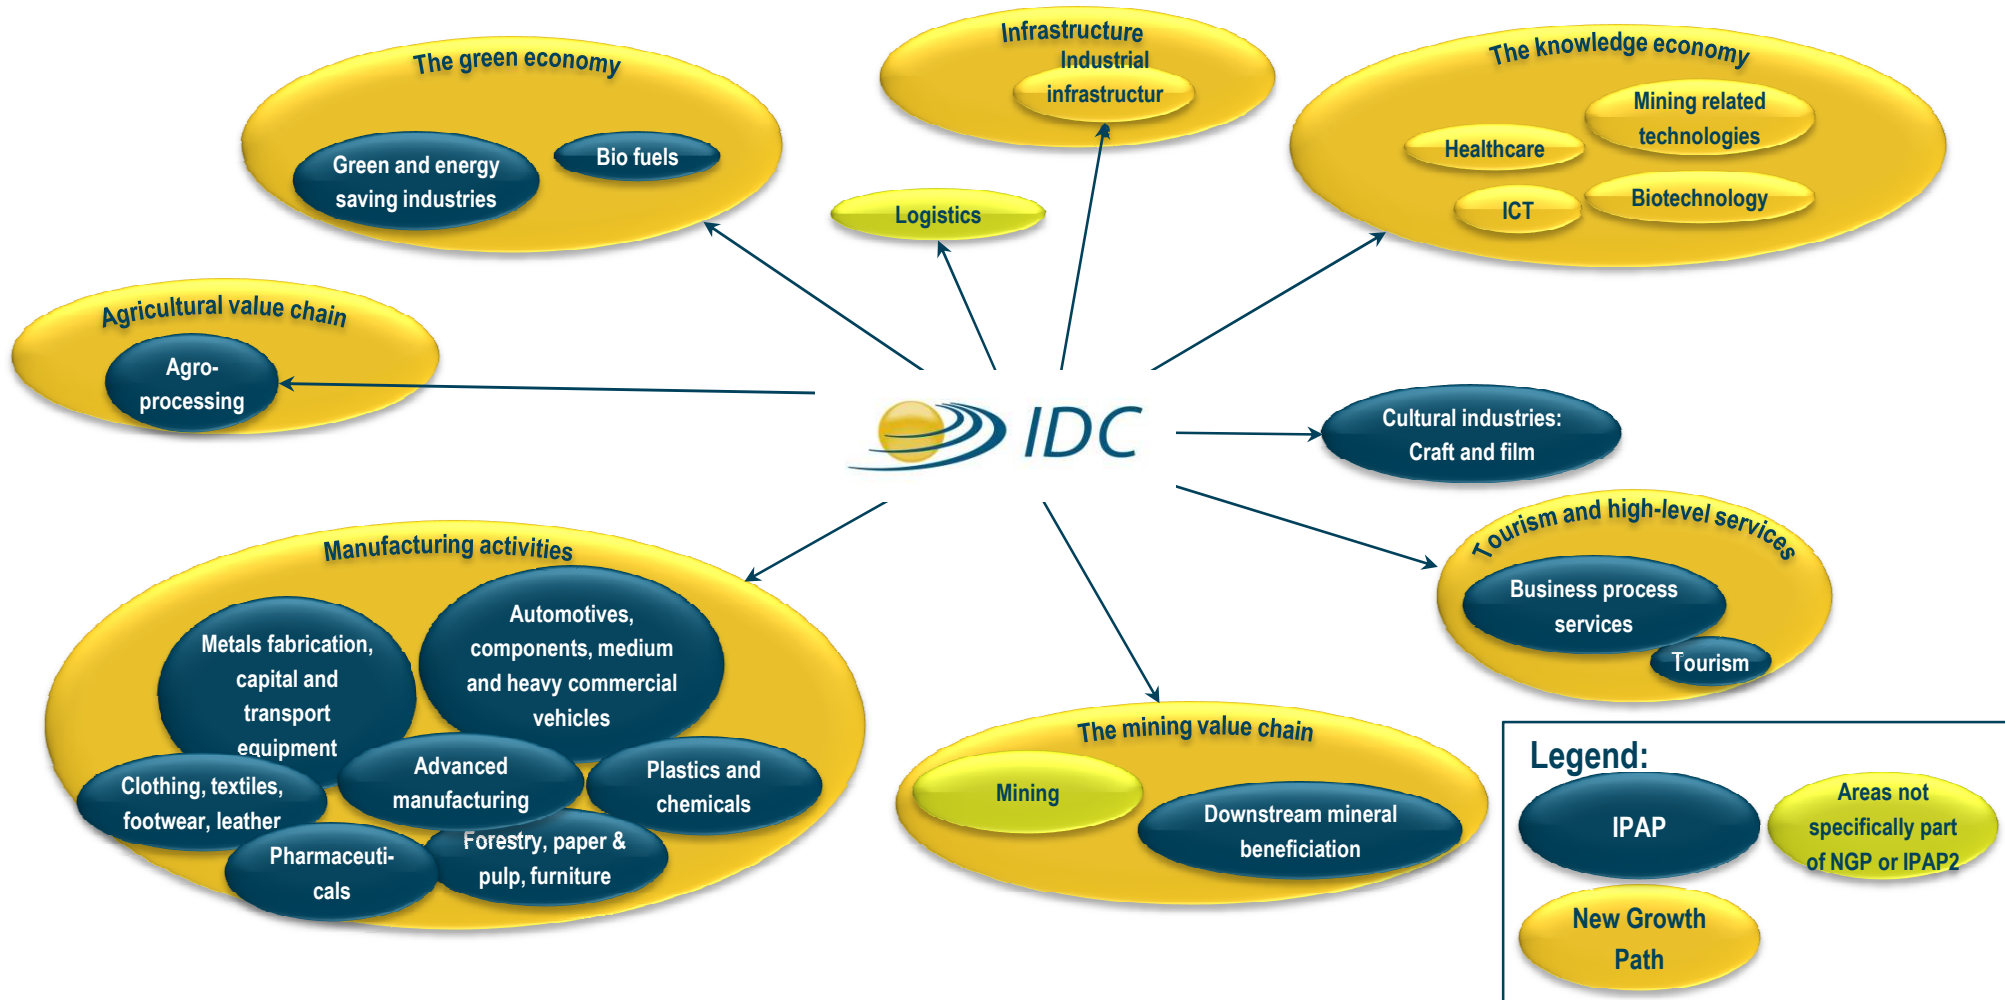 The green economy
Green and energy
saving industries
Bio fuels
Infrastructure
Industrial
infrastructur
The knowledge economy
Mining related
technologies
Healthcare
ICT
Biotechnology
Logistics
Agricultural value chain
Agro-
processing
IDC
Cultural industries:
Craft and film
Tourism and high-level services
Business process
services
Tourism
Manufacturing activities
Metals fabrication,
capital and
transport
equipment
Automotives,
components, medium
and heavy commercial
vehicles
Clothing, textiles,
footwear, leather
Advanced
manufacturing
Plastics and
chemicals
Pharmaceuti-
cals
Forestry, paper &
pulp, furniture
The mining value chain
Mining
Downstream mineral
beneficiation
Legend:
IPAP
Areas not
specifically part
of NGP or IPAP2
New Growth
Path